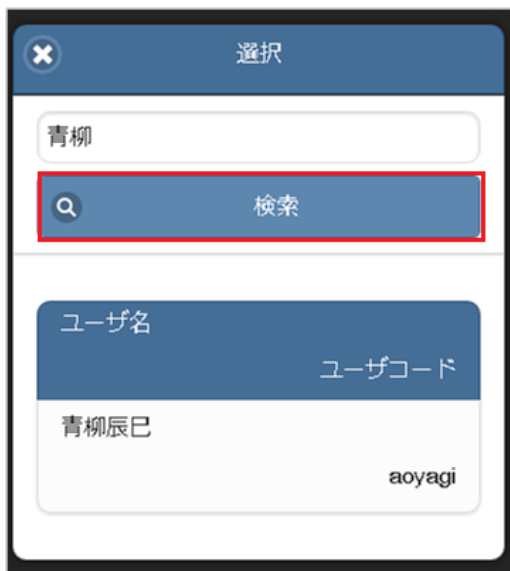 選択
青柳
検索
ユーザ名
ユーザコード
青柳辰巳
aoyagi